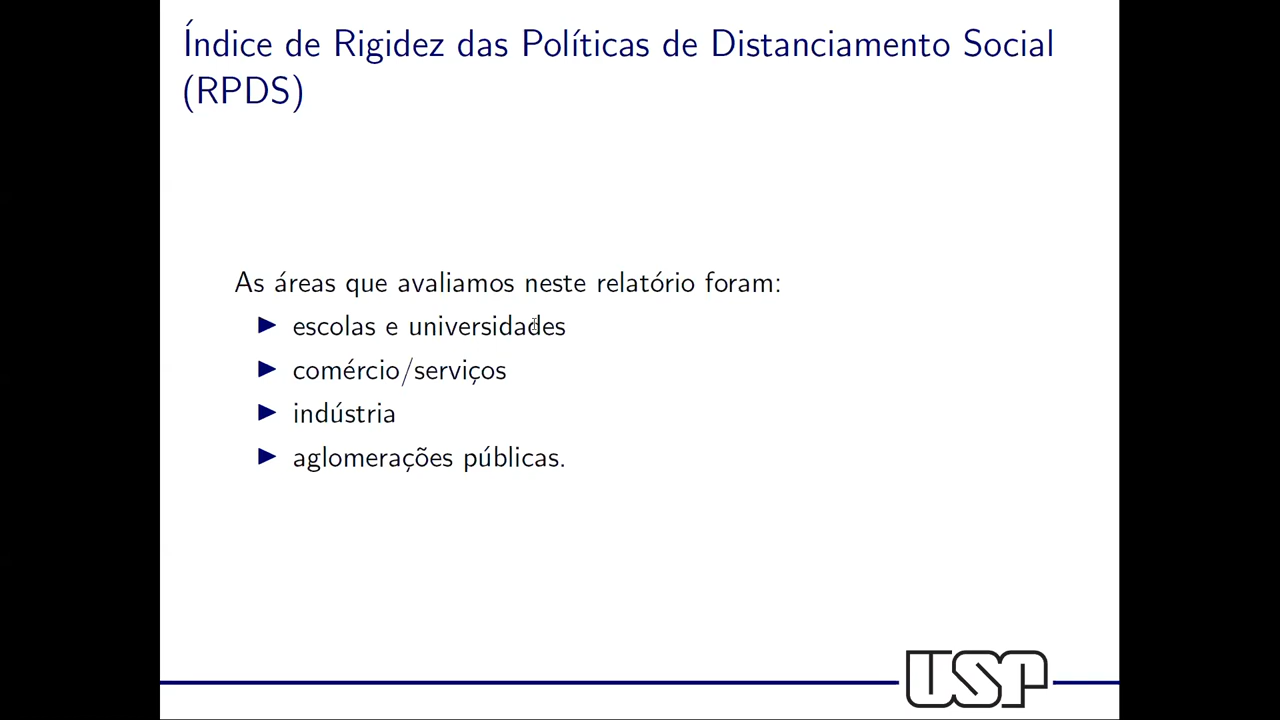 Índice de Rigidez das Políticas de Distanciamento Social
(RPDS)
As áreas que avaliamos neste relatório foram:
escolas e universidades
comércio/serviços
indústria
aglomerações públicas.
USP